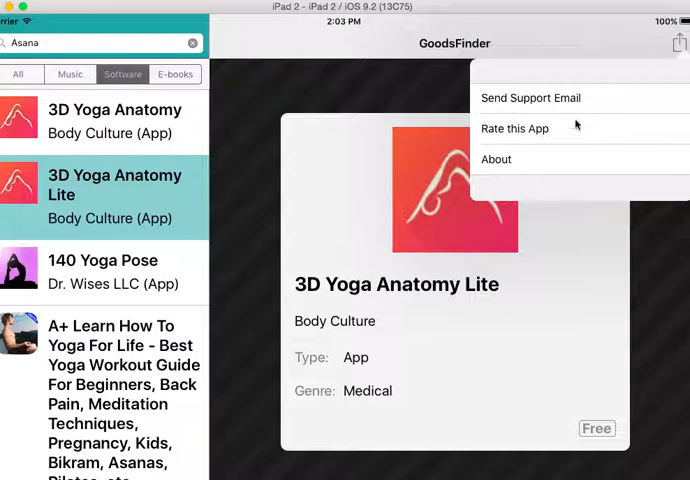 iPad 2 - iPad 2 / iOS 9.2 (13C75)
rrier
2:03 PM
100%
Asana
GoodsFinder
All
Music
Software
E-books
Send Support Email
Rate this App
About
3D Yoga Anatomy
Body Culture (App)
3D Yoga Anatomy
Lite
Body Culture (App)
140 Yoga Pose
Dr. Wises LLC (App)
A+ Learn How To
Yoga For Life - Best
Yoga Workout Guide
For Beginners, Back
Pain, Meditation
Techniques,
Pregnancy, Kids,
Bikram, Asanas,
Pilates, etc
3D Yoga Anatomy Lite
Body Culture
Type: App
Genre: Medical
Free